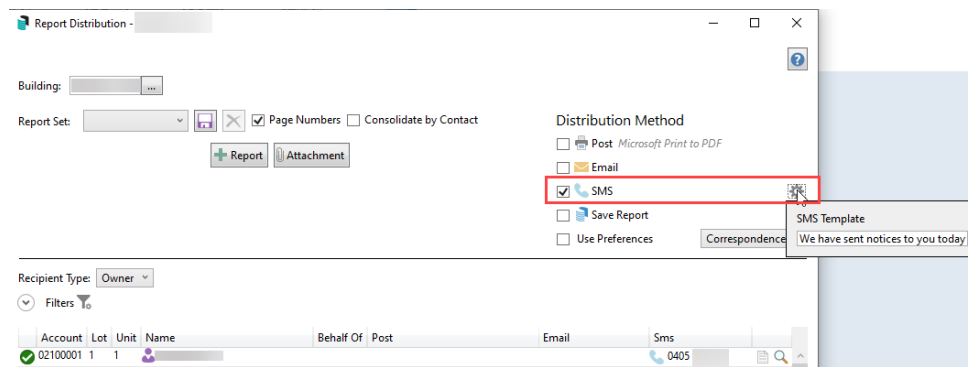 Report Distribution -
Building: ...
Report Set: Page Numbers Consolidate by Contact
Report Attachment
Distribution Method
Post Microsoft Print to PDF
Email
SMS
Save Report
Use Preferences Correspondence
SMS Template
We have sent notices to you today
Recipient Type: Owner
Filters
Account Lot Unit Name Behalf Of Post Email Sms
02100001 1 1 0405